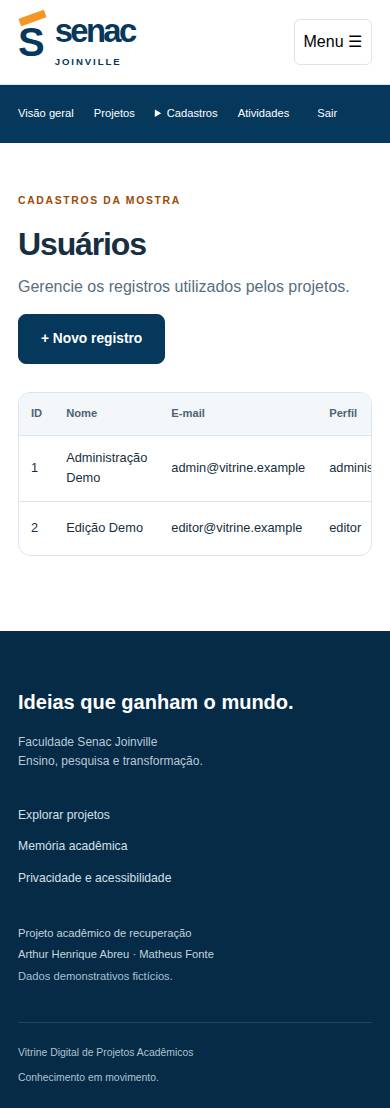 senac
JOINVILLE
Menu ☰
Visão geral Projetos ▶ Cadastros Atividades Sair
CADASTROS DA MOSTRA
Usuários
Gerencie os registros utilizados pelos projetos.
+ Novo registro
ID Nome E-mail Perfil
1 Administração Demo admin@vitrine.example adminis
2 Edição Demo editor@vitrine.example editor
Ideias que ganham o mundo.
Faculdade Senac Joinville
Ensino, pesquisa e transformação.
Explorar projetos
Memória acadêmica
Privacidade e acessibilidade
Projeto acadêmico de recuperação
Arthur Henrique Abreu · Matheus Fonte
Dados demonstrativos fictícios.
Vitrine Digital de Projetos Acadêmicos
Conhecimento em movimento.